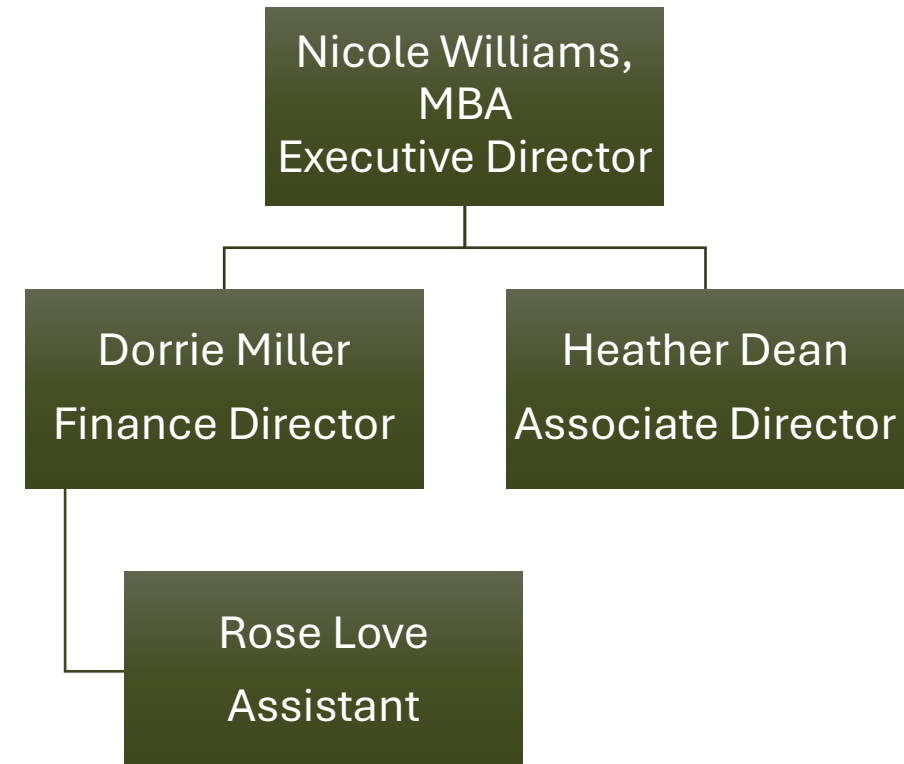 Nicole Williams,
MBA
Executive Director
Dorrie Miller
Finance Director
Heather Dean
Associate Director
Rose Love
Assistant